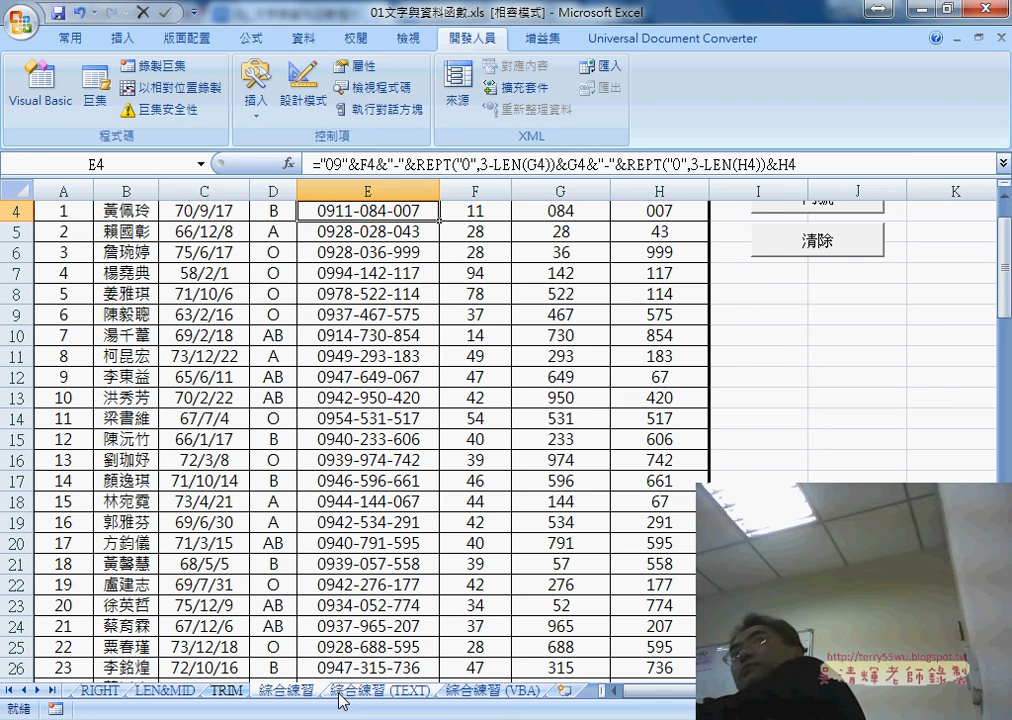 01文字與資料函數.xls [相容模式] - Microsoft Excel
常用 插入 版面配置 公式 資料 校閱 檢視 開發人員 增益集 Universal Document Converter
Visual Basic 巨集 錄製巨集 以相對位置錄製 巨集安全性 程式碼
插入 設計模式 屬性 檢視程式碼 執行對話方塊 控制項
來源 對應內容 擴充套件 重新整理資料 匯入 匯出 XML
E4 fx ="09"&F4&"-"&REPT("0",3-LEN(G4))&G4&"-"&REPT("0",3-LEN(H4))&H4
A B C D E F G H I J K
4 1 黃佩玲 70/9/17 B 0911-084-007 11 084 007
5 2 賴國彰 66/12/8 A 0928-028-043 28 28 43 清除
6 3 詹琬婷 75/6/17 O 0928-036-999 28 36 999
7 4 楊堯典 58/2/1 O 0994-142-117 94 142 117
8 5 姜雅琪 71/10/6 O 0978-522-114 78 522 114
9 6 陳毅聰 63/2/16 O 0937-467-575 37 467 575
10 7 湯千葦 69/2/18 AB 0914-730-854 14 730 854
11 8 柯昆宏 73/12/22 A 0949-293-183 49 293 183
12 9 李東益 65/6/11 AB 0947-649-067 47 649 67
13 10 洪秀芳 70/2/22 AB 0942-950-420 42 950 420
14 11 梁書維 67/7/4 O 0954-531-517 54 531 517
15 12 陳沅竹 66/1/17 B 0940-233-606 40 233 606
16 13 劉珈妤 72/3/8 O 0939-974-742 39 974 742
17 14 顏逸琪 71/10/14 B 0946-596-661 46 596 661
18 15 林宛霓 73/4/21 A 0944-144-067 44 144 67
19 16 郭雅芬 69/6/30 A 0942-534-291 42 534 291
20 17 方鈞儀 71/3/15 AB 0940-791-595 40 791 595
21 18 黃馨慧 68/5/5 B 0939-057-558 39 57 558
22 19 盧建志 69/7/31 O 0942-276-177 42 276 177
23 20 徐英哲 75/12/9 AB 0934-052-774 34 52 774
24 21 蔡育霖 67/12/6 AB 0937-965-207 37 965 207
25 22 粟春瑾 73/12/18 O 0928-688-595 28 688 595
26 23 李銘煌 72/10/16 B 0947-315-736 47 315 736
RIGHT LEN&MID TRIM 綜合練習 綜合練習 (TEXT) 綜合練習 (VBA)
就緒
http://terry55wu.blogspot.tw
吳清輝老師錄製